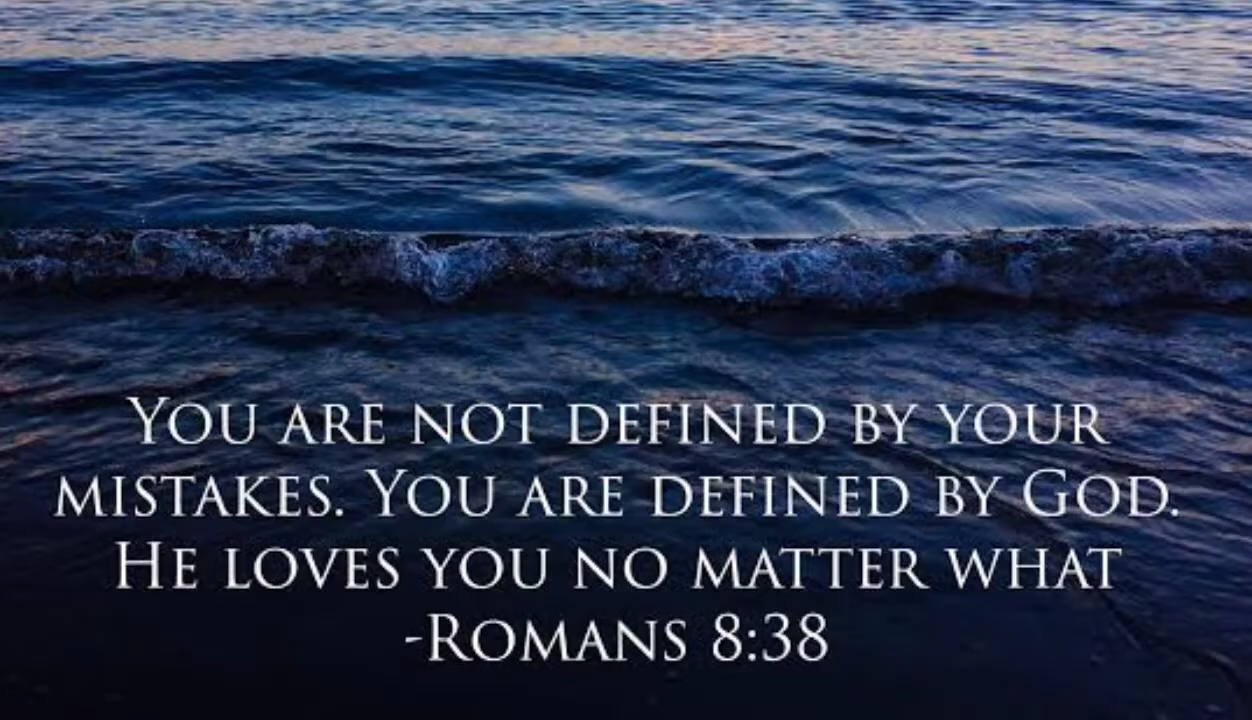 You are not defined by your
mistakes. You are defined by God.
He loves you no matter what
-Romans 8:38